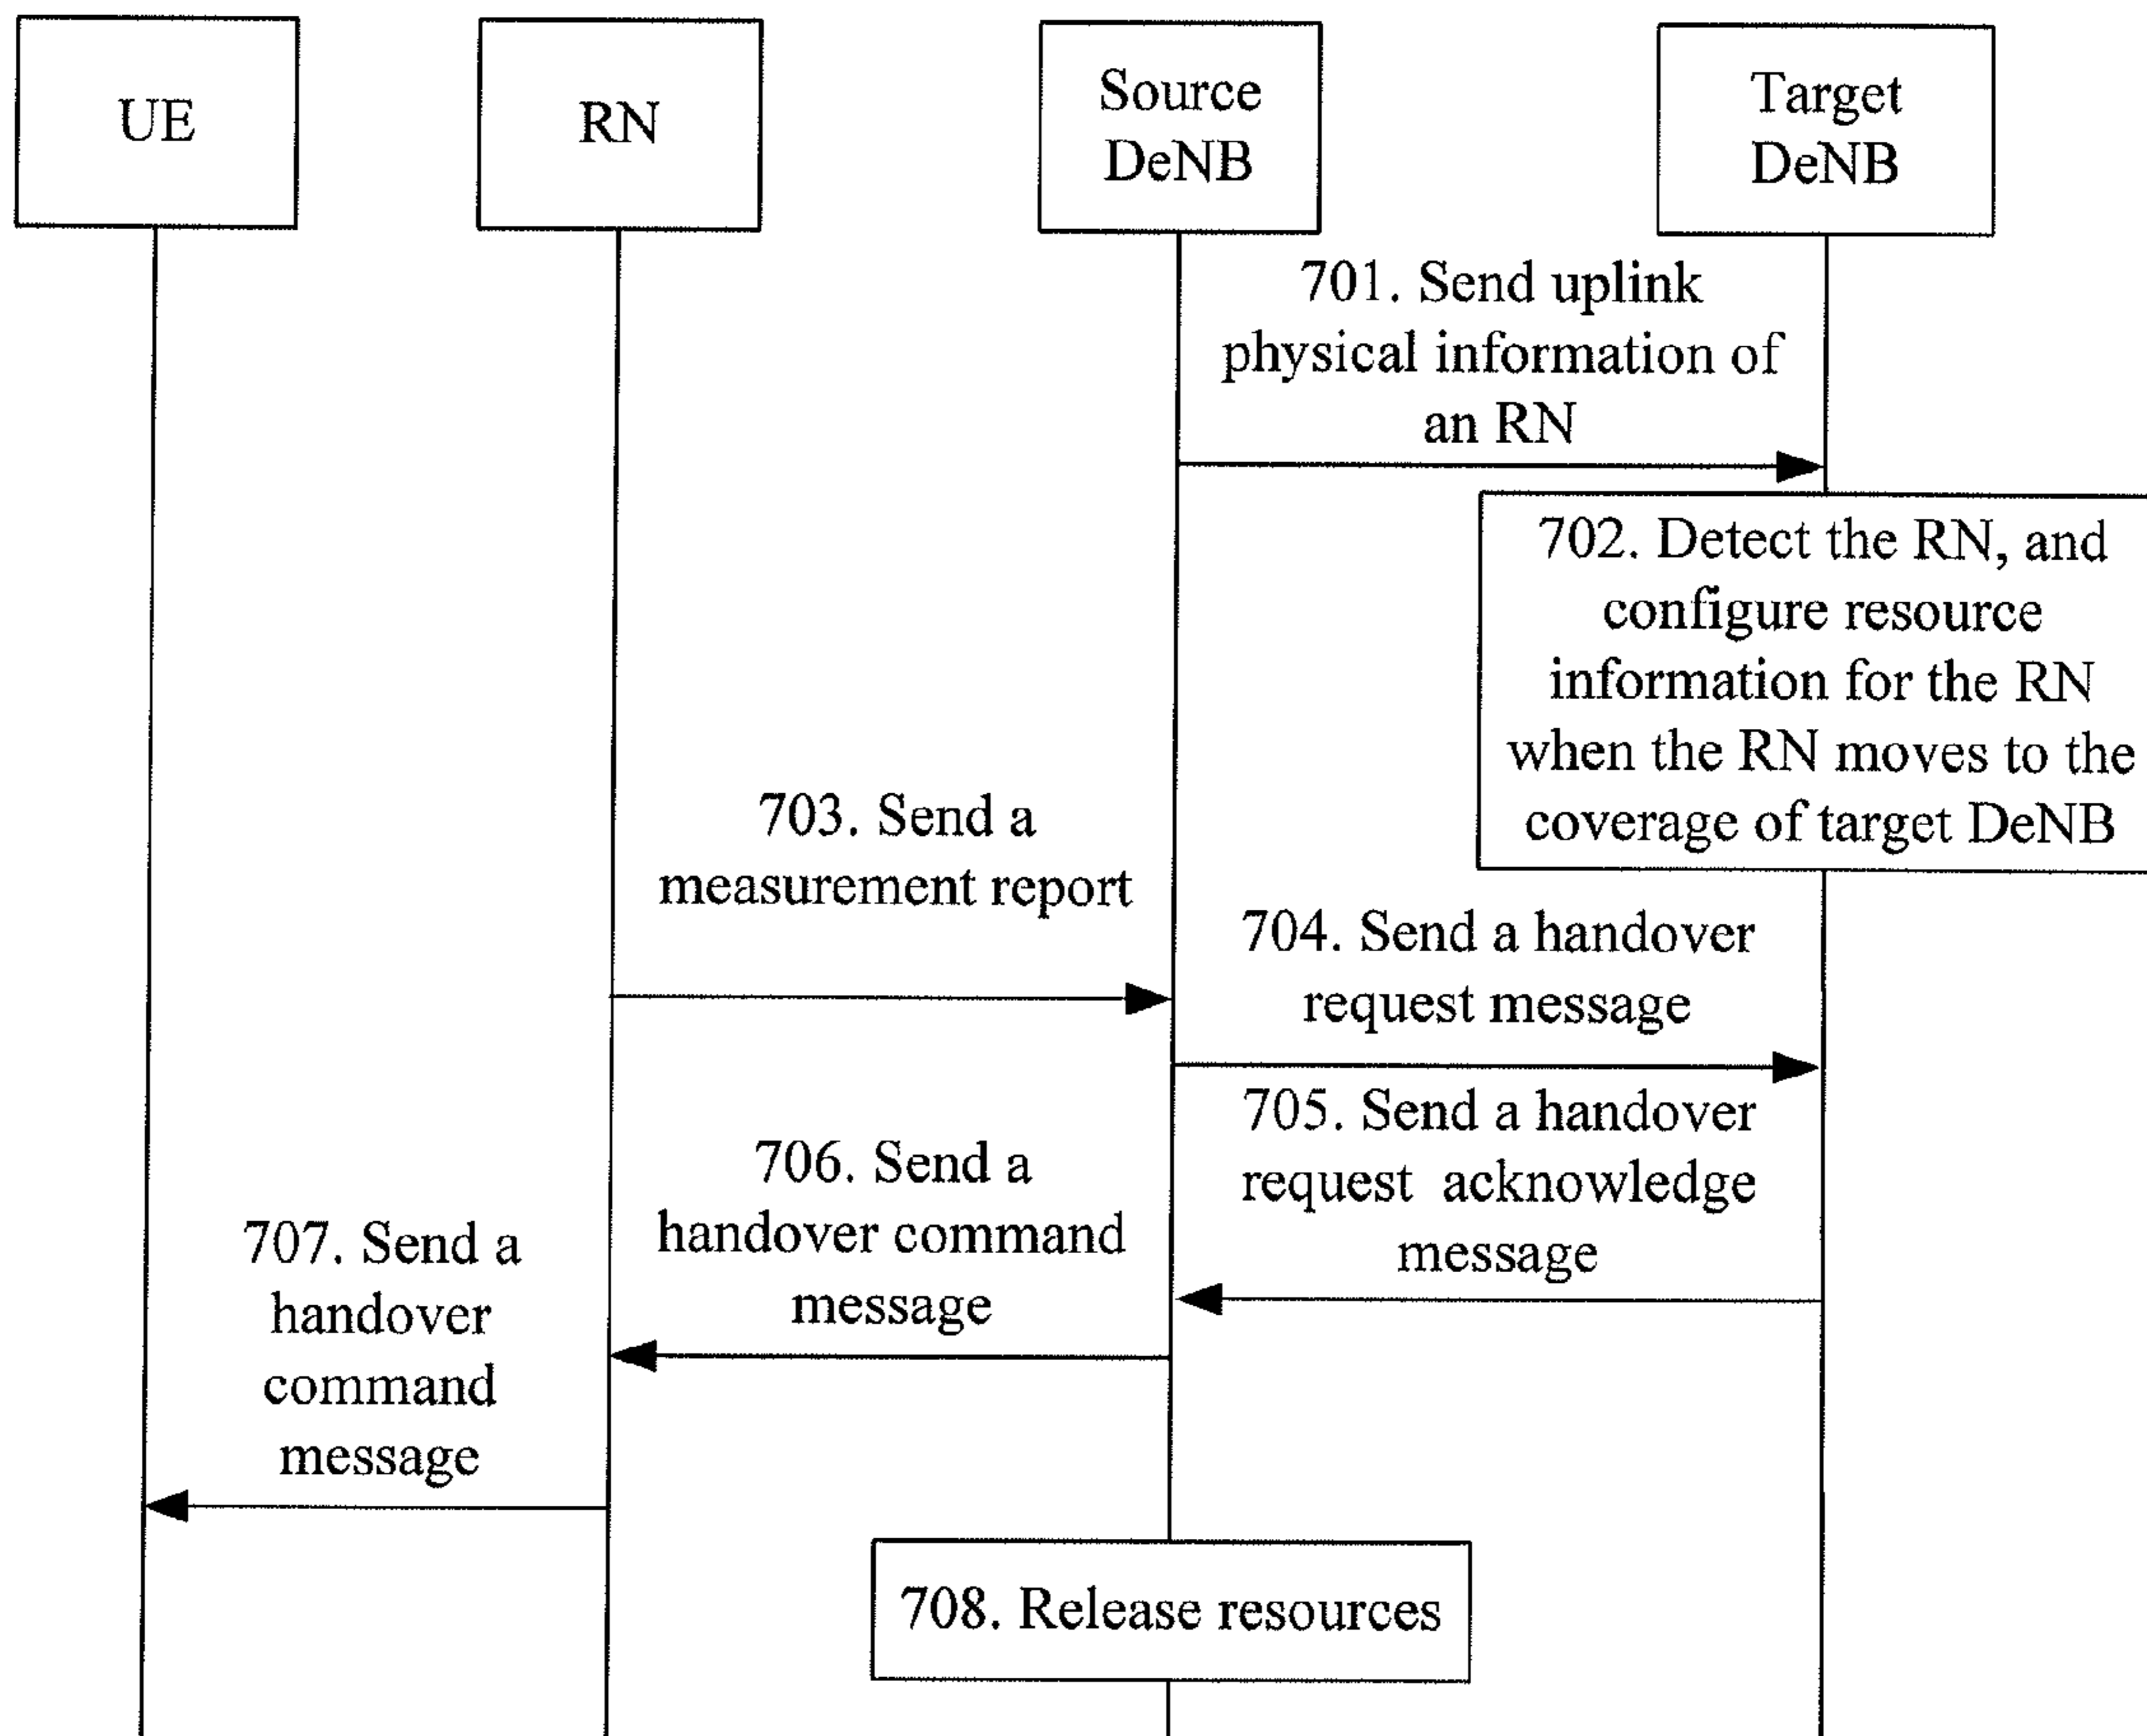 UE
RN
Source
DeNB
Target
DeNB
701. Send uplink
physical information of
an RN
702. Detect the RN, and
configure resource
information for the RN
when the RN moves to the
coverage of target DeNB
703. Send a
measurement report
704. Send a handover
request message
705. Send a handover
request acknowledge
message
706. Send a
handover command
message
707. Send a
handover
command
message
708. Release resources